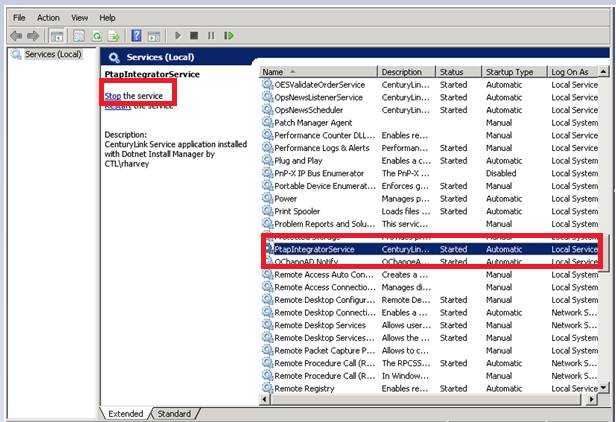 File Action View Help
Services (Local)
Services (Local)
PtapIntegratorService
Stop the service
Restart the service
Description:
CenturyLink Service application installed
with Dotnet Install Manager by
CTL\rharvey
Name Description Status Startup Type Log On As
OESValidateOrderService CenturyLin... Started Automatic Local Service
OpsNewsListenerService CenturyLin... Started Automatic Local Service
OpsNewsScheduler CenturyLin... Started Automatic Local Service
Patch Manager Agent Manual Local System
Performance Counter DLL... Enables re... Manual Local Service
Performance Logs & Alerts Performan... Started Manual Local Service
Plug and Play Enables a c... Started Automatic Local System
PnP-X IP Bus Enumerator The PnP-X ... Disabled Local System
Portable Device Enumerat... Enforces g... Started Manual Local System
Power Manages p... Started Automatic Local System
Print Spooler Loads files ... Started Automatic Local System
Problem Reports and Solu... This servic... Manual Local System
Protected Storage Provides pr... Manual Local System
PtapIntegratorService CenturyLin... Started Automatic Local Service
QChangAD Notify QChangeA... Started Automatic Local Service
Remote Access Auto Con... Creates a ... Manual Local System
Remote Access Connectio... Manages di... Manual Local System
Remote Desktop Configur... Remote De... Started Manual Local System
Remote Desktop Connecti... Enables a ... Started Automatic Network S...
Remote Desktop Services Allows user... Started Manual Network S...
Remote Desktop Services... Allows the ... Started Manual Local System
Remote Packet Capture P... Allows to c... Manual Local System
Remote Procedure Call (R... The RPCSS... Started Automatic Network S...
Remote Procedure Call (R... In Window... Manual Network S...
Remote Registry Enables re... Started Automatic Local Service
Extended Standard